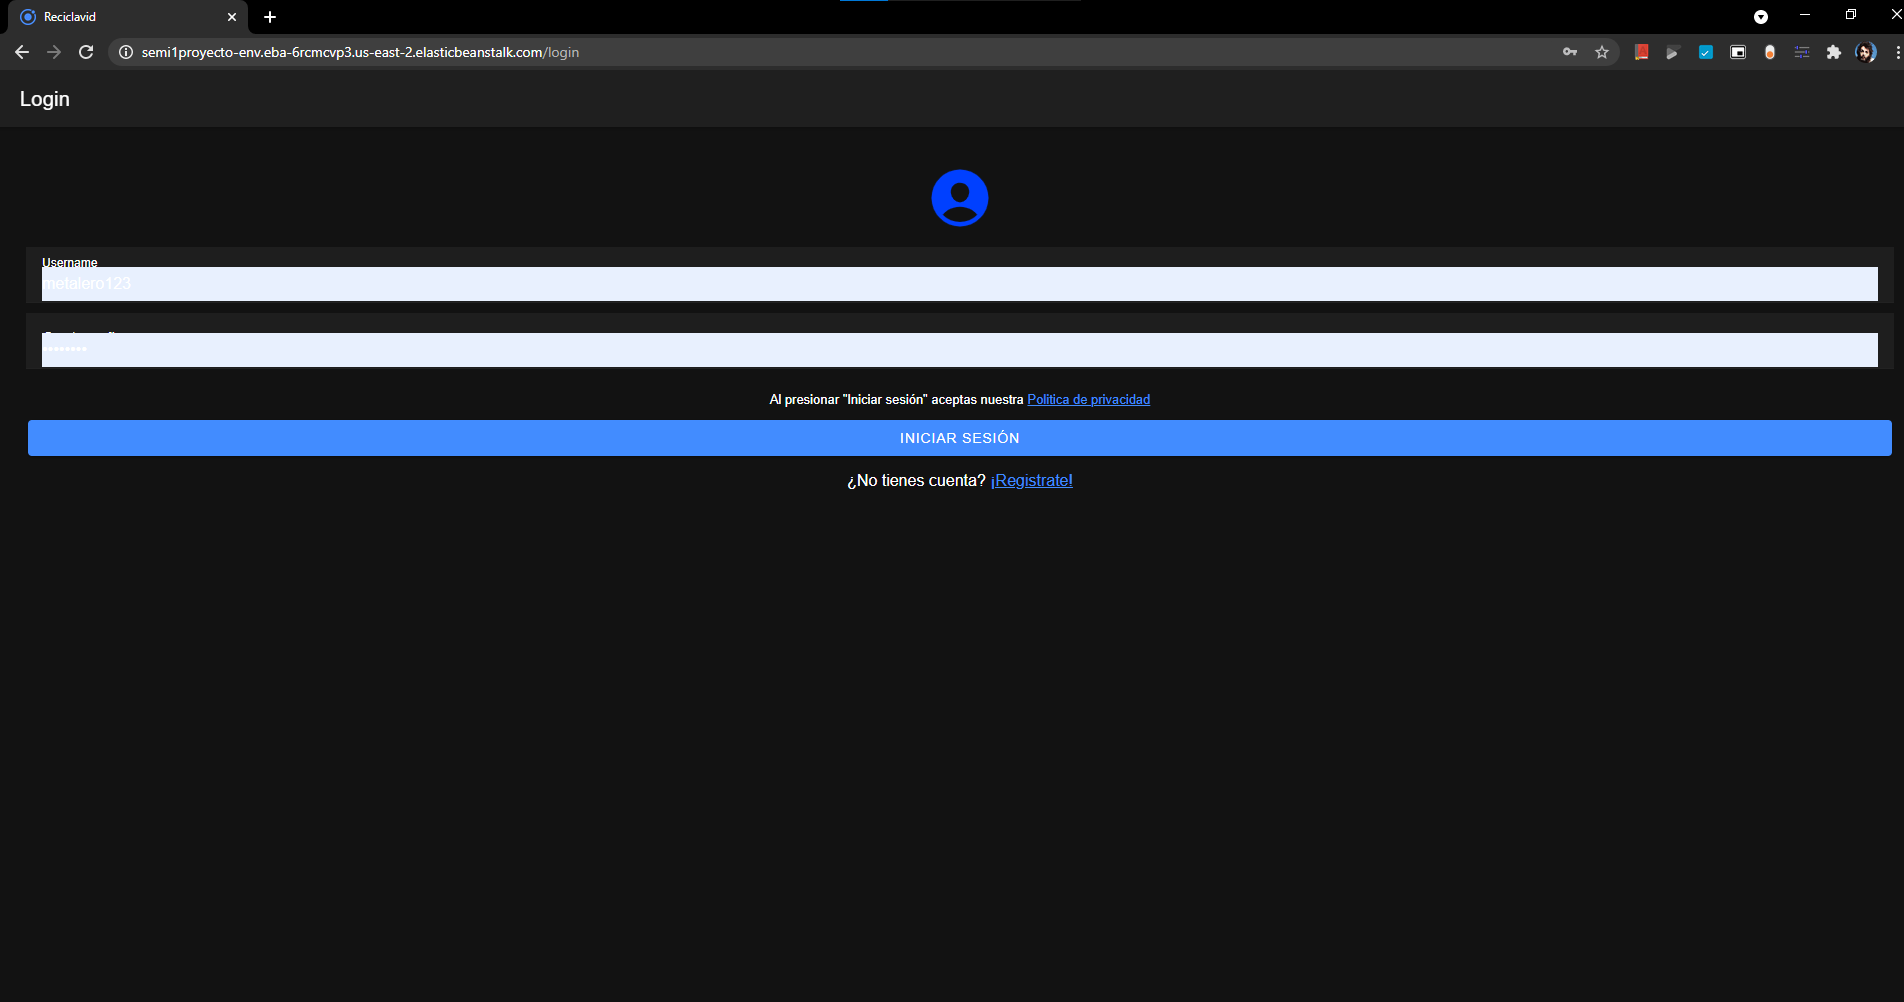 Reciclavid
semi1proyecto-env.eba-6rcmcvp3.us-east-2.elasticbeanstalk.com/login
Login
Username
metalero123
••••••••
Al presionar "Iniciar sesión" aceptas nuestra Politica de privacidad
INICIAR SESIÓN
¿No tienes cuenta? ¡Registrate!